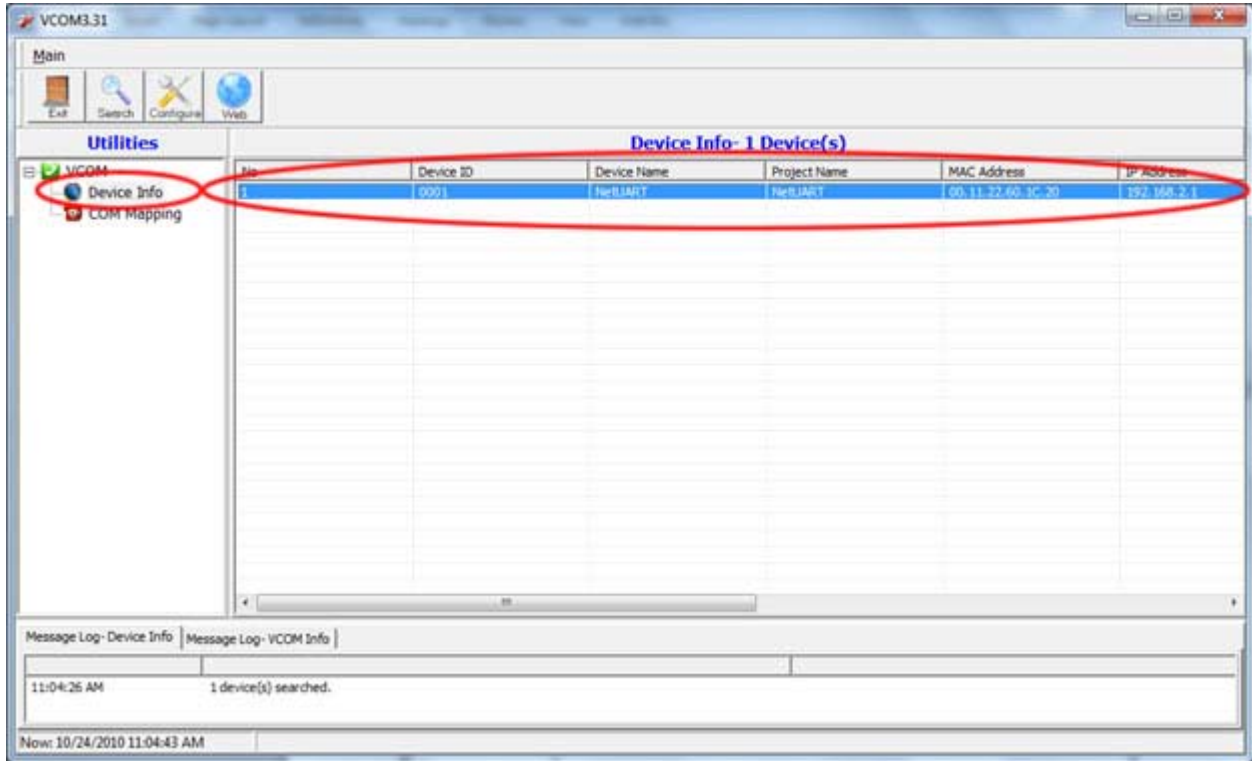 VCOM3.31
Main
Exit Search Configure Web
Utilities
Device Info- 1 Device(s)
VCOM
Device Info
COM Mapping
No Device ID Device Name Project Name MAC Address IP Address
1 0001 NetUART NetUART 00.11.22.60.1C.20 192.168.2.1
Message Log- Device Info Message Log- VCOM Info
11:04:26 AM 1 device(s) searched.
Now: 10/24/2010 11:04:43 AM